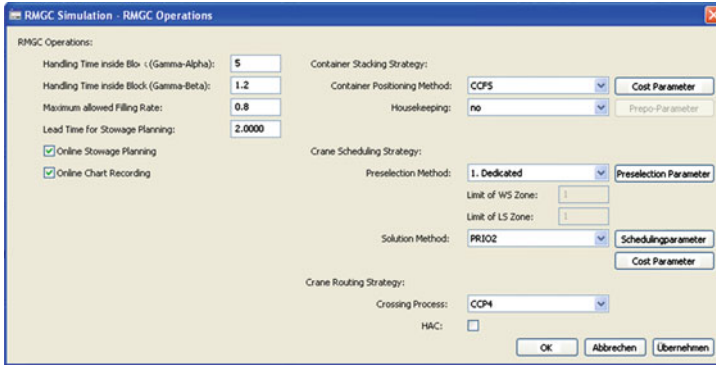 RMGC Simulation - RMGC Operations
RMGC Operations:
Handling Time inside Block (Gamma-Alpha): 5
Handling Time inside Block (Gamma-Beta): 1.2
Maximum allowed Filling Rate: 0.8
Lead Time for Stowage Planning: 2.0000
Online Stowage Planning
Online Chart Recording
Container Stacking Strategy:
Container Positioning Method: CCFS Cost Parameter
Housekeeping: no Prepo-Parameter
Crane Scheduling Strategy:
Preselection Method: 1. Dedicated Preselection Parameter
Limit of WS Zone: 1
Limit of LS Zone: 1
Solution Method: PRIO2 Schedulingparameter
Cost Parameter
Crane Routing Strategy:
Crossing Process: CCP4
HAC:
OK Abbrechen Übernehmen